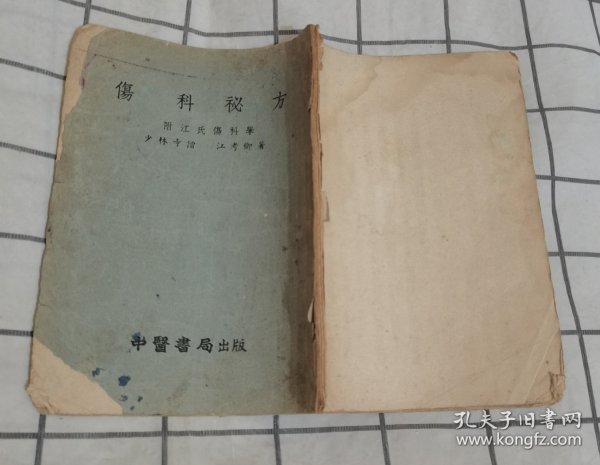 傷科祕方
附江氏傷科學
少林寺僧 江考卿著
中醫書局出版
孔夫子旧书网
www.kongfz.com